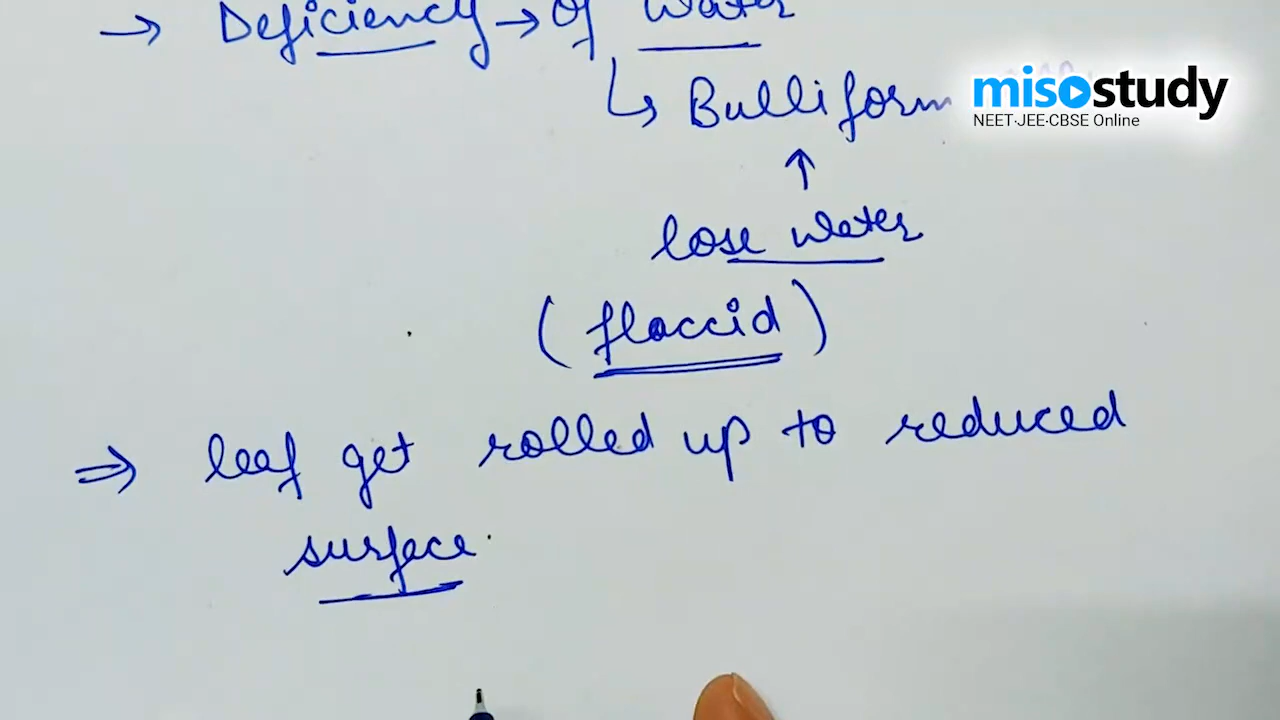 → Deficiency → of water
↳ Bulliform
misostudy
NEET·JEE·CBSE Online
↑
lose water
(flaccid)
⇒ leaf get rolled up to reduced
surface.